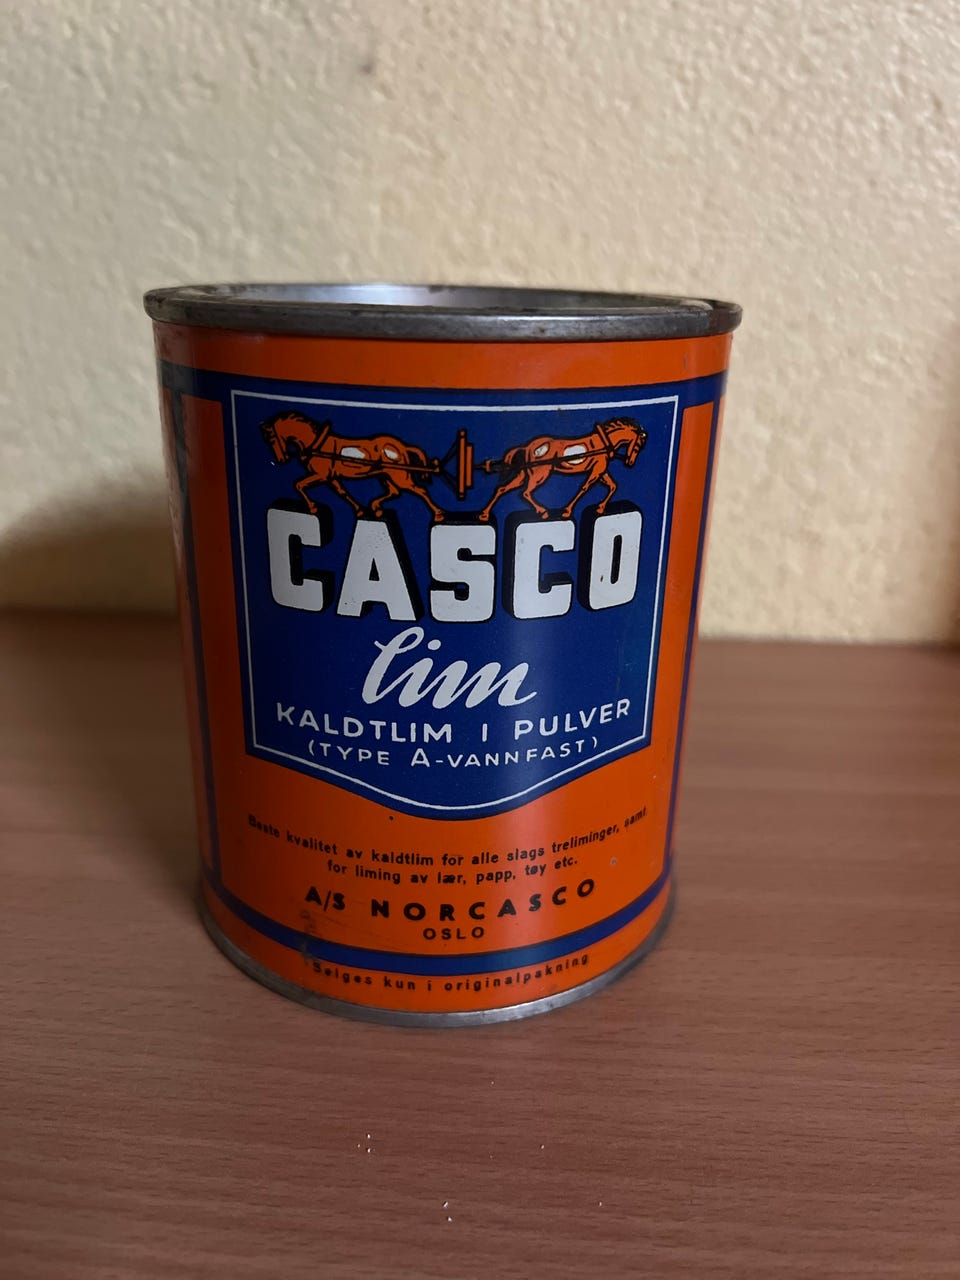 CASCO
lim
KALDTLIM I PULVER
(TYPE A-VANNFAST)
Beste kvalitet av kaldtlim for alle slags treliminger, samt
for liming av lær, papp, tøy etc.
A/S NORCASCO
OSLO
Selges kun i originalpakning